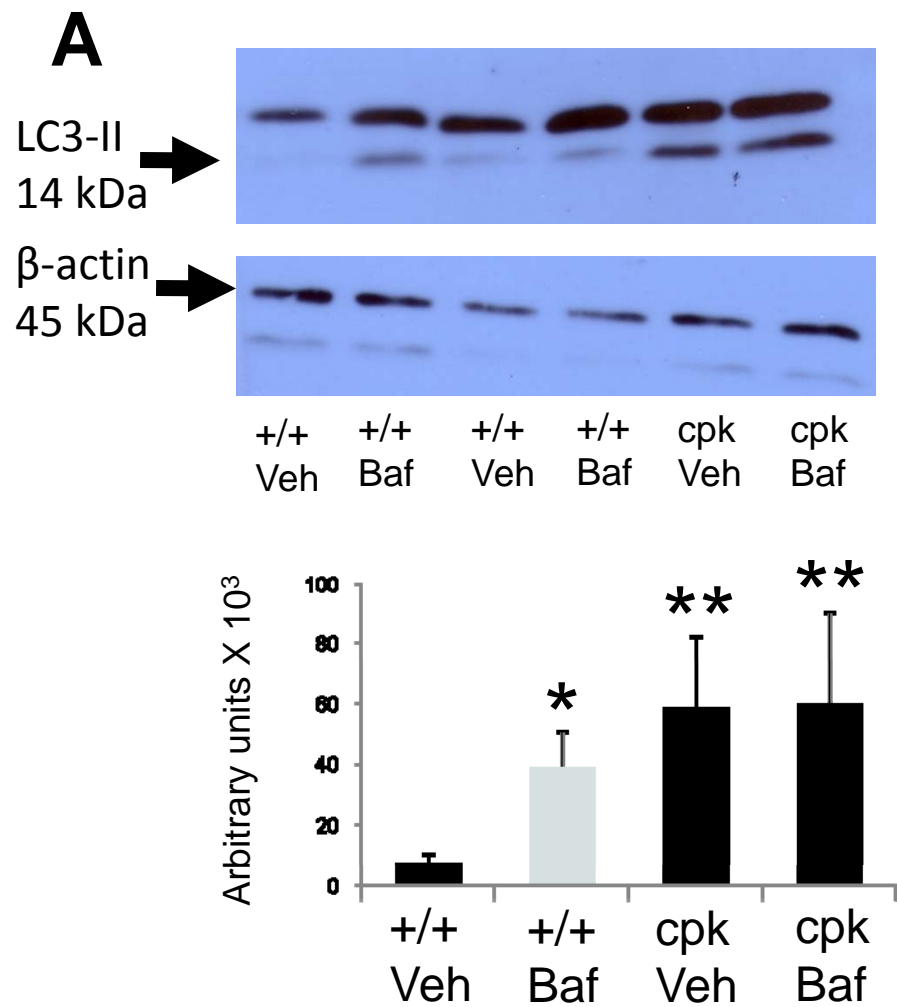 A
LC3-II
14 kDa
β-actin
45 kDa
+/+ +/+ +/+ +/+ cpk cpk
Veh Baf Veh Baf Veh Baf
Arbitrary units X 10³
100
80
60
40
20
0
* ** **
+/+ +/+ cpk cpk
Veh Baf Veh Baf